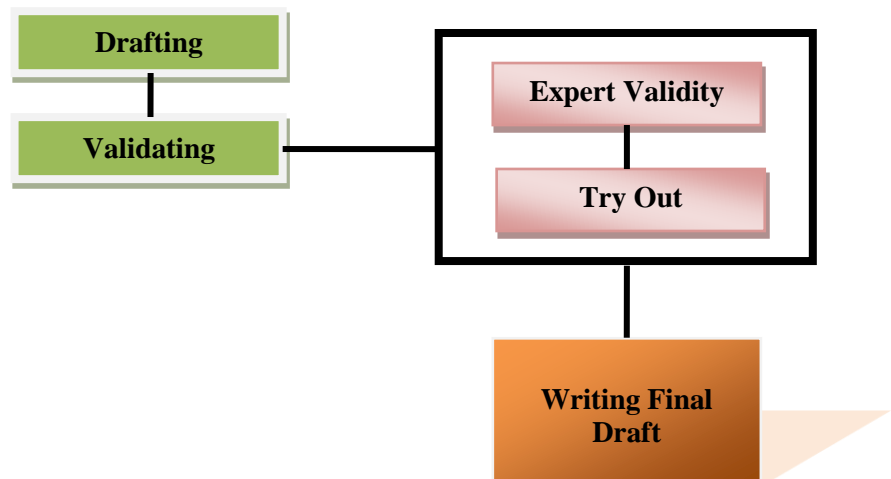 Drafting
Validating
Expert Validity
Try Out
Writing Final
Draft